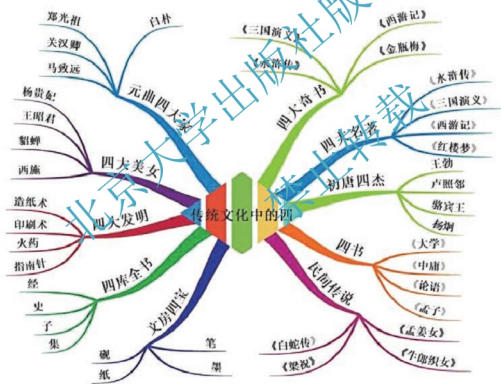 传统文化中的四
元曲四大家
郑光祖
关汉卿
马致远
白朴
四大美女
杨贵妃
王昭君
貂蝉
西施
四大发明
造纸术
印刷术
火药
指南针
四库全书
经
史
子
集
文房四宝
砚
纸
笔
墨
四大奇书
《三国演义》
《水浒传》
《西游记》
《金瓶梅》
四大名著
《水浒传》
《三国演义》
《西游记》
《红楼梦》
初唐四杰
王勃
卢照邻
骆宾王
杨炯
四书
《大学》
《中庸》
《论语》
《孟子》
民间传说
《孟姜女》
《牛郎织女》
《白蛇传》
《梁祝》
北京大学出版社版
禁止转载